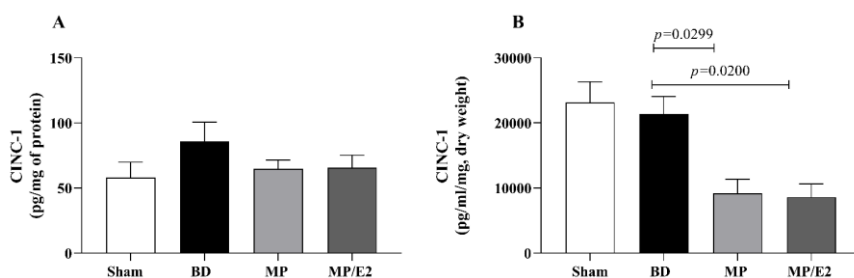 A
CINC-1
(pg/mg of protein)
150
100
50
0
Sham BD MP MP/E2
B
p=0.0299
p=0.0200
CINC-1
(pg/ml/mg, dry weight)
30000
20000
10000
0
Sham BD MP MP/E2